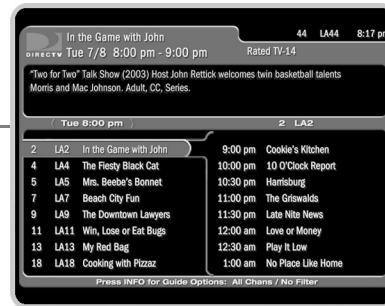 In the Game with John
44 LA44 8:17 pm
DIRECTV Tue 7/8 8:00 pm - 9:00 pm Rated TV-14
"Two for Two" Talk Show (2003) Host John Rettick welcomes twin basketball talents
Morris and Mac Johnson. Adult, CC, Series.
Tue 8:00 pm 2 LA2
2 LA2 In the Game with John 9:00 pm Cookie's Kitchen
4 LA4 The Fiesty Black Cat 10:00 pm 10 O'Clock Report
5 LA5 Mrs. Beebe's Bonnet 10:30 pm Harrisburg
7 LA7 Beach City Fun 11:00 pm The Griswalds
9 LA9 The Downtown Lawyers 11:30 pm Late Nite News
11 LA11 Win, Lose or Eat Bugs 12:00 am Love or Money
13 LA13 My Red Bag 12:30 am Play It Low
18 LA18 Cooking with Pizzaz 1:00 am No Place Like Home
Press INFO for Guide Options: All Chans / No Filter